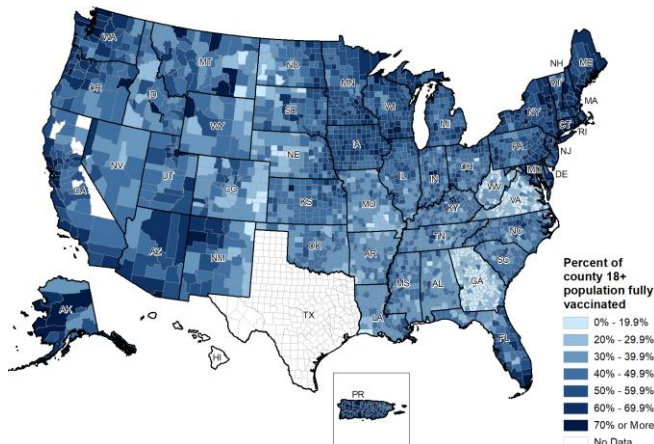 WA
MT
ND
MN
ME
NH
VT
OR
ID
SD
WI
NY
MA
WY
MI
CT
RI
IA
PA
NJ
NE
NV
UT
IL
IN
OH
MD
DE
CA
CO
WV
VA
KS
MO
KY
NC
TN
AZ
NM
OK
AR
SC
MS
AL
GA
AK
TX
LA
HI
FL
PR
Percent of
county 18+
population fully
vaccinated
0% - 19.9%
20% - 29.9%
30% - 39.9%
40% - 49.9%
50% - 59.9%
60% - 69.9%
70% or More
No Data